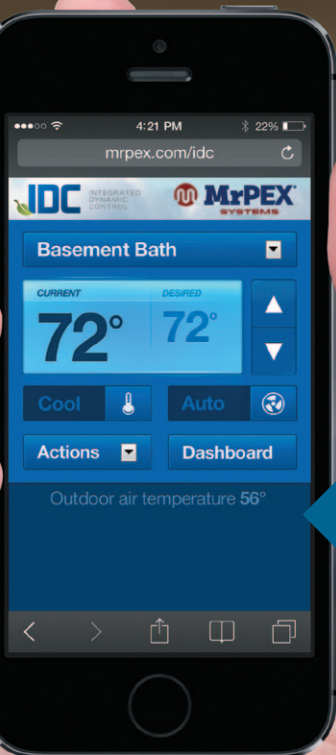 4:21 PM 22%
mrpex.com/idc
IDC INTEGRATED DYNAMIC CONTROL MrPEX SYSTEMS
Basement Bath
CURRENT DESIRED
72° 72°
Cool Auto
Actions Dashboard
Outdoor air temperature 56°